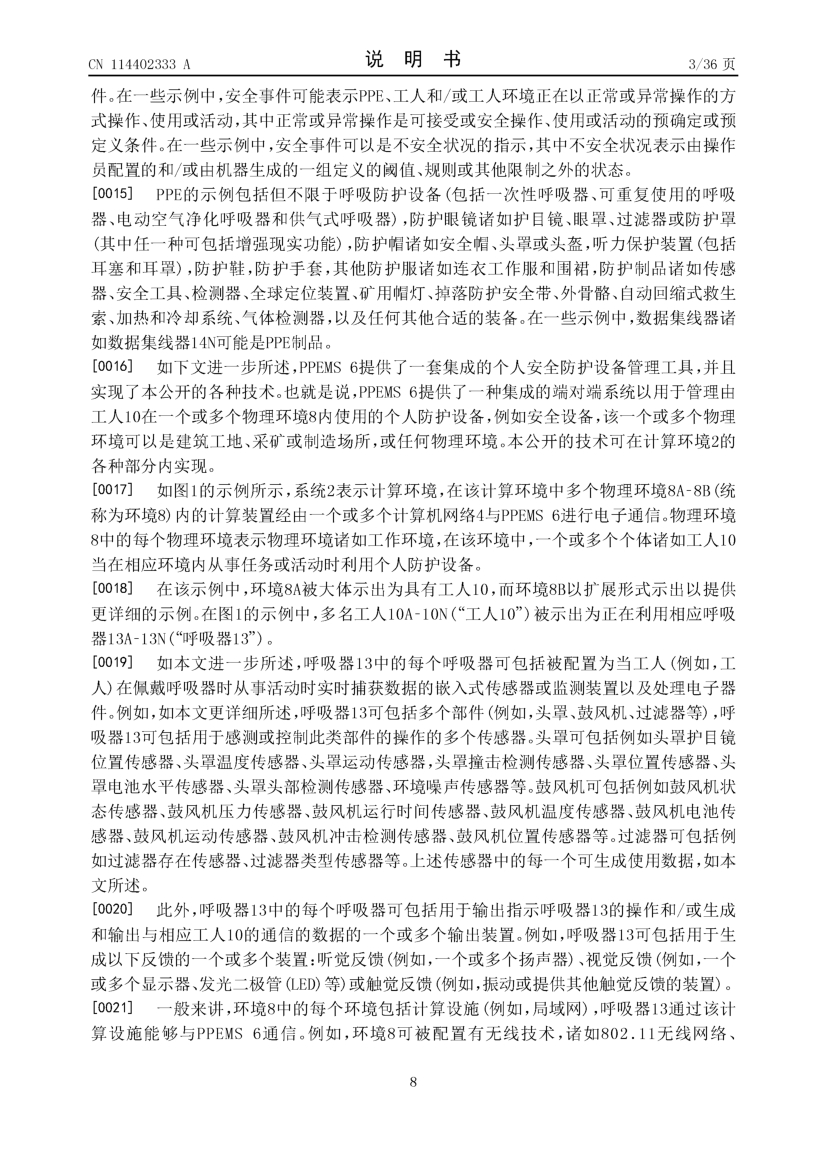 CN 114402333 A
说 明 书
3/36 页
件。在一些示例中,安全事件可能表示PPE、工人和/或工人环境正在以正常或异常操作的方
式操作、使用或活动,其中正常或异常操作是可接受或安全操作、使用或活动的预确定或预
定义条件。在一些示例中,安全事件可以是不安全状况的指示,其中不安全状况表示由操作
员配置的和/或由机器生成的一组定义的阈值、规则或其他限制之外的状态。
[0015] PPE的示例包括但不限于呼吸防护设备(包括一次性呼吸器、可重复使用的呼吸
器、电动空气净化呼吸器和供气式呼吸器),防护眼镜诸如护目镜、眼罩、过滤器或防护罩
(其中任一种可包括增强现实功能),防护帽诸如安全帽、头罩或头盔,听力保护装置(包括
耳塞和耳罩),防护鞋,防护手套,其他防护服诸如连衣工作服和围裙,防护制品诸如传感
器、安全工具、检测器、全球定位装置、矿用帽灯、掉落防护安全带、外骨骼、自动回缩式救生
索、加热和冷却系统、气体检测器,以及任何其他合适的装备。在一些示例中,数据集线器诸
如数据集线器14N可能是PPE制品。
[0016] 如下文进一步所述,PPEMS 6提供了一套集成的个人安全防护设备管理工具,并且
实现了本公开的各种技术。也就是说,PPEMS 6提供了一种集成的端对端系统以用于管理由
工人10在一个或多个物理环境8内使用的个人防护设备,例如安全设备,该一个或多个物理
环境可以是建筑工地、采矿或制造场所,或任何物理环境。本公开的技术可在计算环境2的
各种部分内实现。
[0017] 如图1的示例所示,系统2表示计算环境,在该计算环境中多个物理环境8A-8B(统
称为环境8)内的计算装置经由一个或多个计算机网络4与PPEMS 6进行电子通信。物理环境
8中的每个物理环境表示物理环境诸如工作环境,在该环境中,一个或多个个体诸如工人10
当在相应环境内从事任务或活动时利用个人防护设备。
[0018] 在该示例中,环境8A被大体示出为具有工人10,而环境8B以扩展形式示出以提供
更详细的示例。在图1的示例中,多名工人10A-10N(“工人10”)被示出为正在利用相应呼吸
器13A-13N(“呼吸器13”)。
[0019] 如本文进一步所述,呼吸器13中的每个呼吸器可包括被配置为当工人(例如,工
人)在佩戴呼吸器时从事活动时实时捕获数据的嵌入式传感器或监测装置以及处理电子器
件。例如,如本文更详细所述,呼吸器13可包括多个部件(例如,头罩、鼓风机、过滤器等),呼
吸器13可包括用于感测或控制此类部件的操作的多个传感器。头罩可包括例如头罩护目镜
位置传感器、头罩温度传感器、头罩运动传感器,头罩撞击检测传感器、头罩位置传感器、头
罩电池水平传感器、头罩头部检测传感器、环境噪声传感器等。鼓风机可包括例如鼓风机状
态传感器、鼓风机压力传感器、鼓风机运行时间传感器、鼓风机温度传感器、鼓风机电池传
感器、鼓风机运动传感器、鼓风机冲击检测传感器、鼓风机位置传感器等。过滤器可包括例
如过滤器存在传感器、过滤器类型传感器等。上述传感器中的每一个可生成使用数据,如本
文所述。
[0020] 此外,呼吸器13中的每个呼吸器可包括用于输出指示呼吸器13的操作和/或生成
和输出与相应工人10的通信的数据的一个或多个输出装置。例如,呼吸器13可包括用于生
成以下反馈的一个或多个装置:听觉反馈(例如,一个或多个扬声器)、视觉反馈(例如,一个
或多个显示器、发光二极管(LED)等)或触觉反馈(例如,振动或提供其他触觉反馈的装置)。
[0021] 一般来讲,环境8中的每个环境包括计算设施(例如,局域网),呼吸器13通过该计
算设施能够与PPEMS 6通信。例如,环境8可被配置有无线技术,诸如802.11无线网络、
8